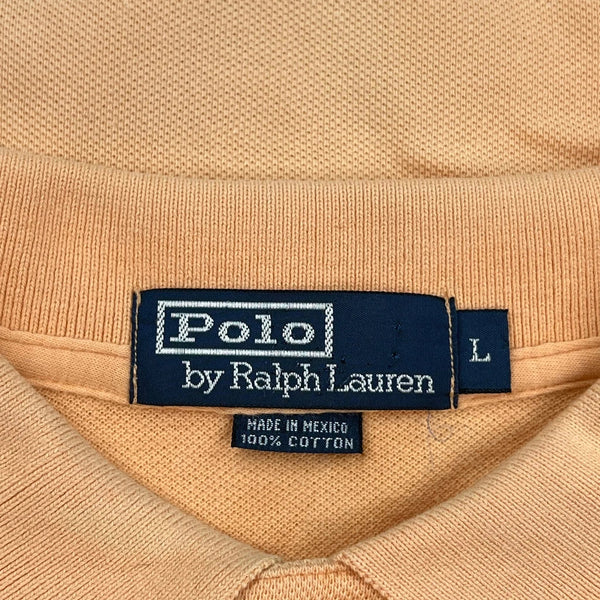 Polo
by Ralph Lauren
L
MADE IN MEXICO
100% COTTON